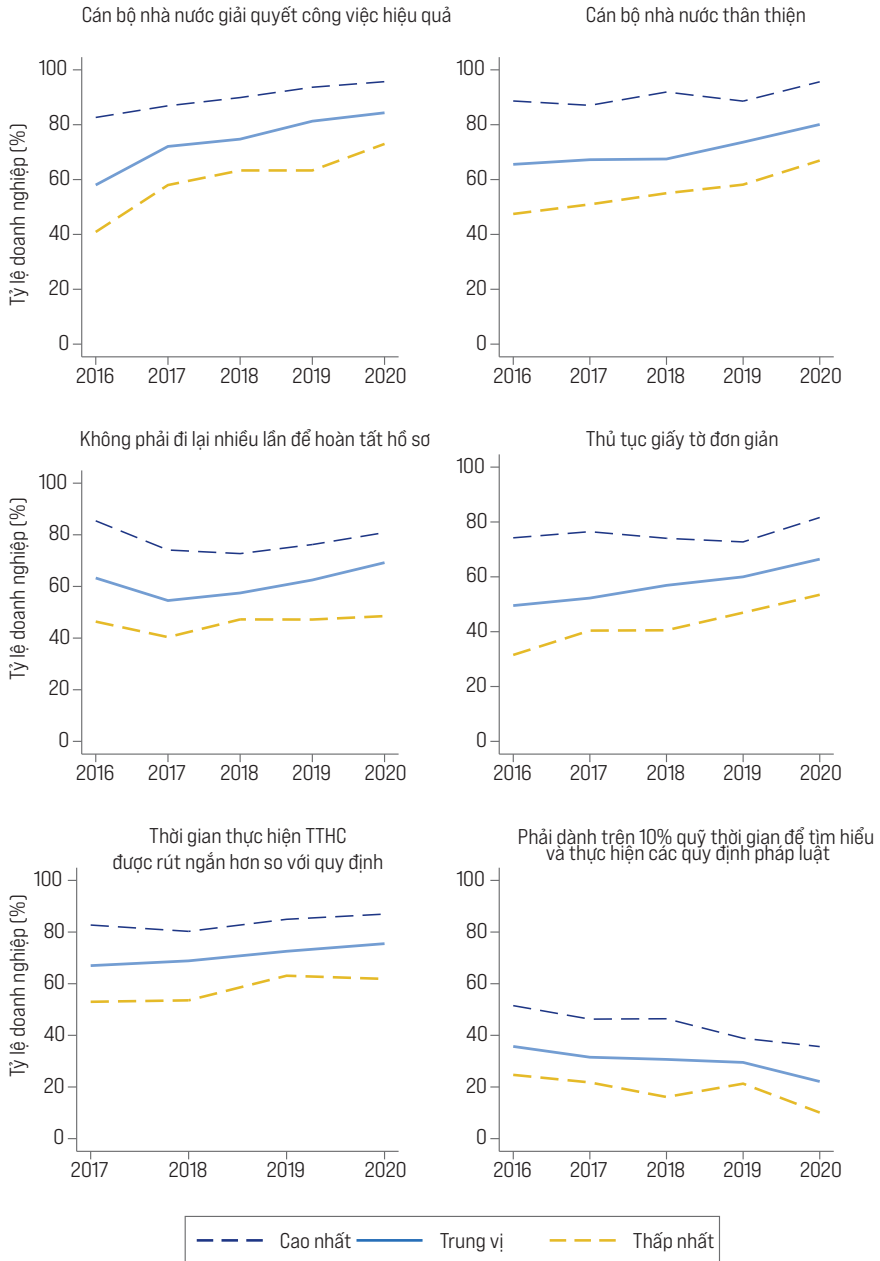 Cán bộ nhà nước giải quyết công việc hiệu quả
Tỷ lệ doanh nghiệp (%)
100
80
60
40
20
0
2016 2017 2018 2019 2020
Cán bộ nhà nước thân thiện
100
80
60
40
20
0
2016 2017 2018 2019 2020
Không phải đi lại nhiều lần để hoàn tất hồ sơ
Tỷ lệ doanh nghiệp (%)
100
80
60
40
20
0
2016 2017 2018 2019 2020
Thủ tục giấy tờ đơn giản
100
80
60
40
20
0
2016 2017 2018 2019 2020
Thời gian thực hiện TTHC
được rút ngắn hơn so với quy định
Tỷ lệ doanh nghiệp (%)
100
80
60
40
20
0
2017 2018 2019 2020
Phải dành trên 10% quỹ thời gian để tìm hiểu
và thực hiện các quy định pháp luật
100
80
60
40
20
0
2016 2017 2018 2019 2020
Cao nhất Trung vị Thấp nhất